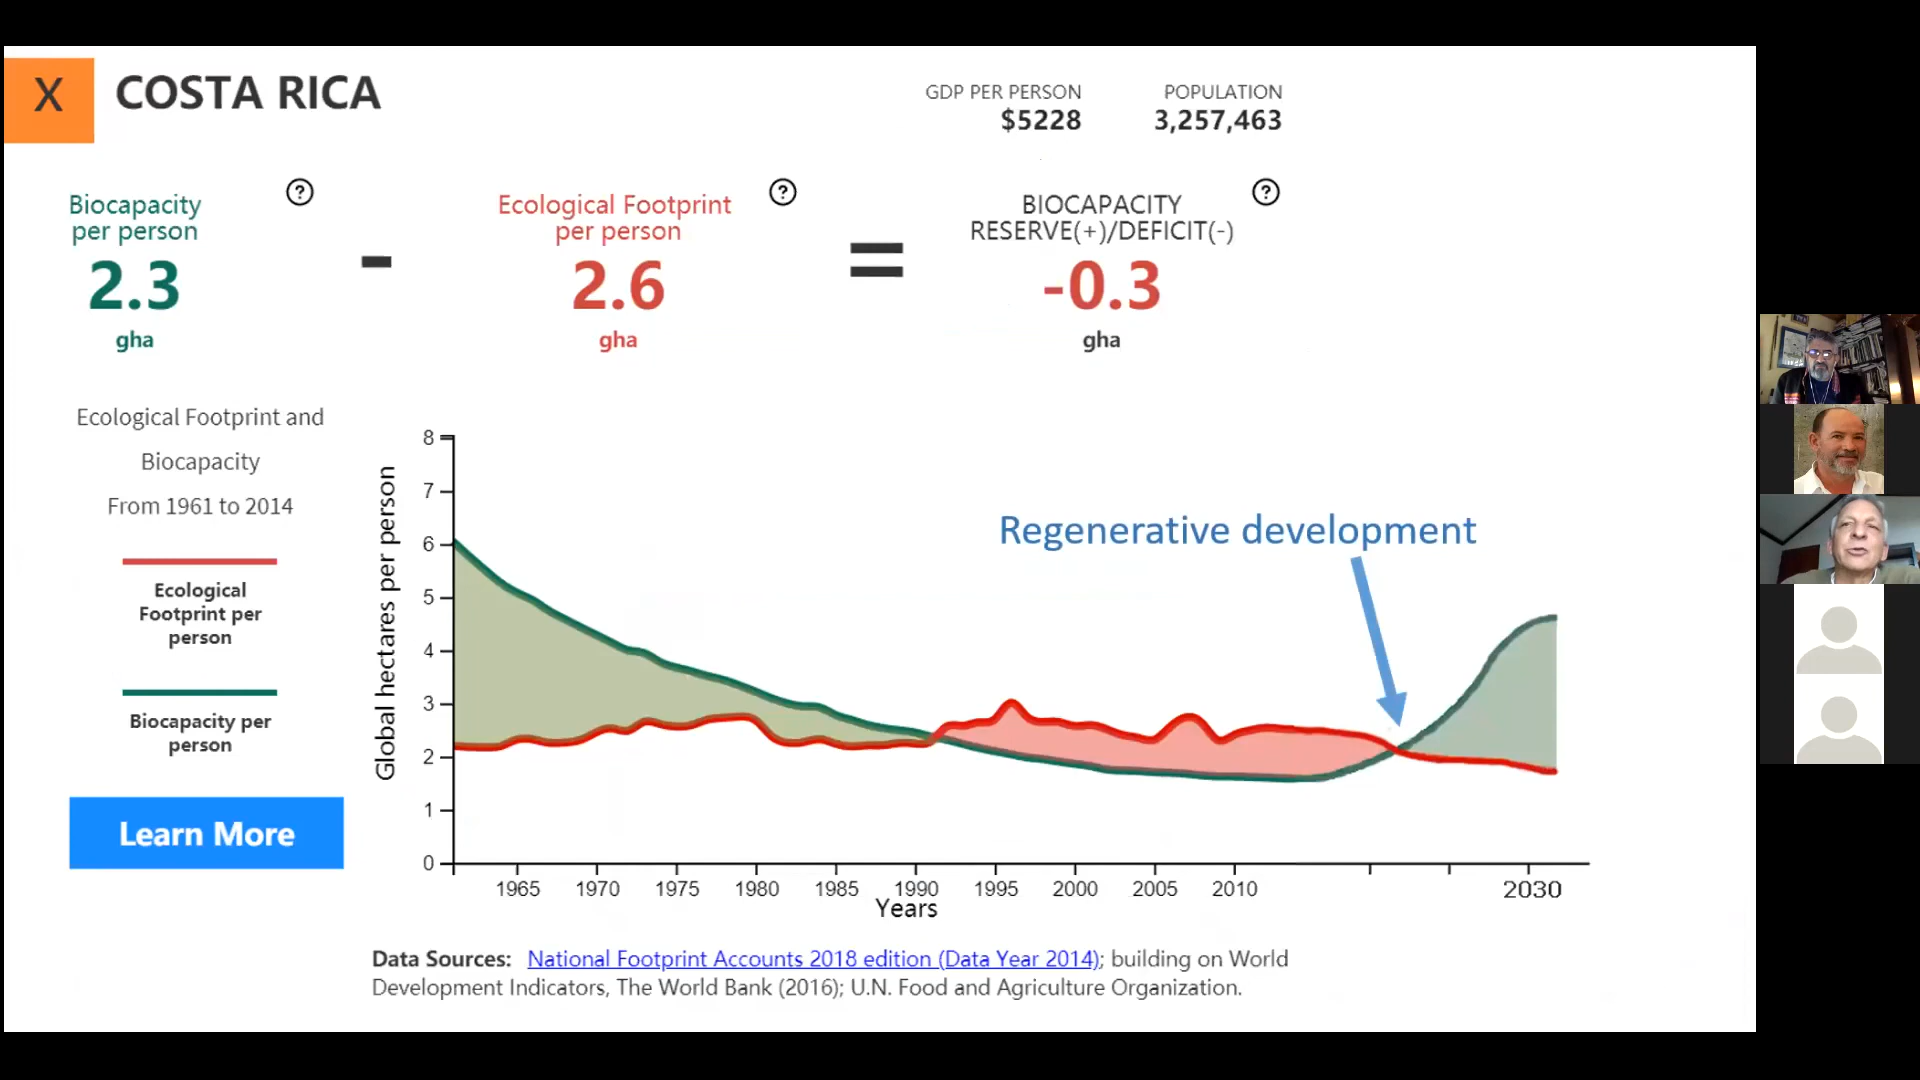 X
COSTA RICA
GDP PER PERSON
$5228
POPULATION
3,257,463
Biocapacity
per person
2.3
gha
?
-
Ecological Footprint
per person
2.6
gha
?
=
BIOCAPACITY
RESERVE(+)/DEFICIT(-)
-0.3
gha
?
Ecological Footprint and
Biocapacity
From 1961 to 2014
Ecological
Footprint per
person
Biocapacity per
person
Learn More
Global hectares per person
8
7
6
5
4
3
2
1
0
Regenerative development
1965 1970 1975 1980 1985 1990 1995 2000 2005 2010 2030
Years
Data Sources: National Footprint Accounts 2018 edition (Data Year 2014); building on World
Development Indicators, The World Bank (2016); U.N. Food and Agriculture Organization.